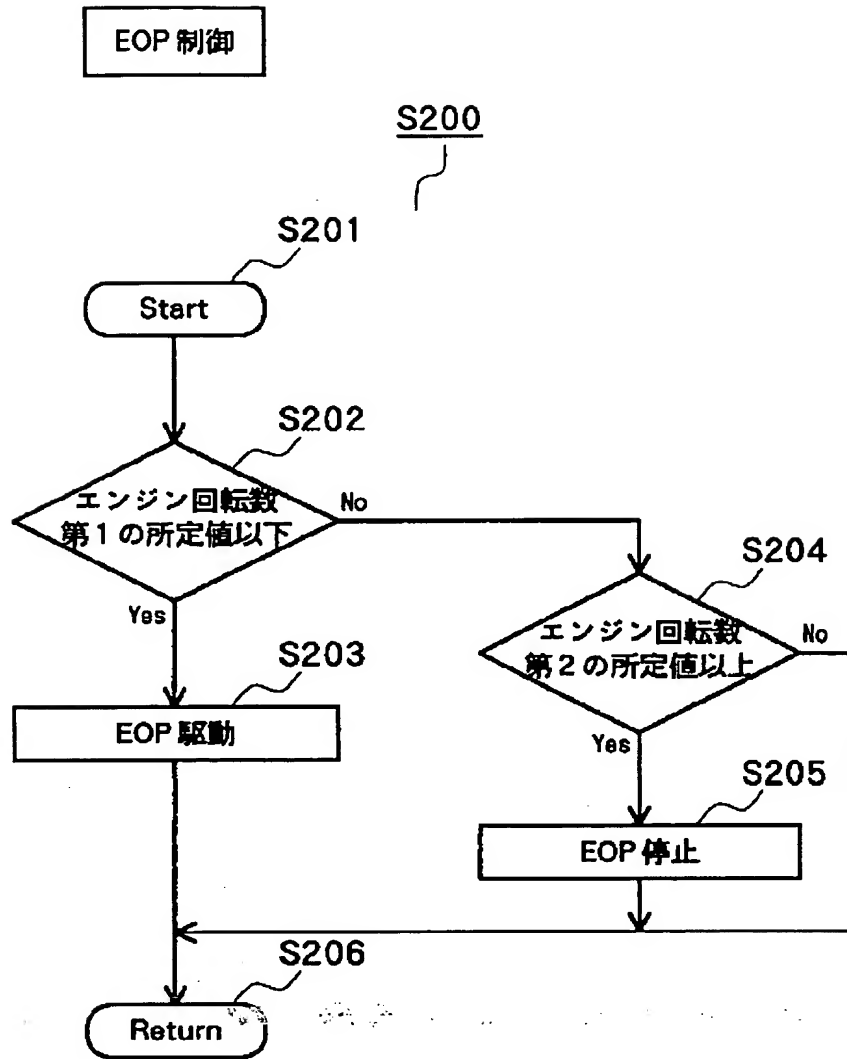 EOP 制御
S200
S201
Start
S202
エンジン回転数
第1の所定値以下
No
Yes
S204
エンジン回転数
第2の所定値以上
No
Yes
S203
EOP 駆動
S205
EOP 停止
S206
Return